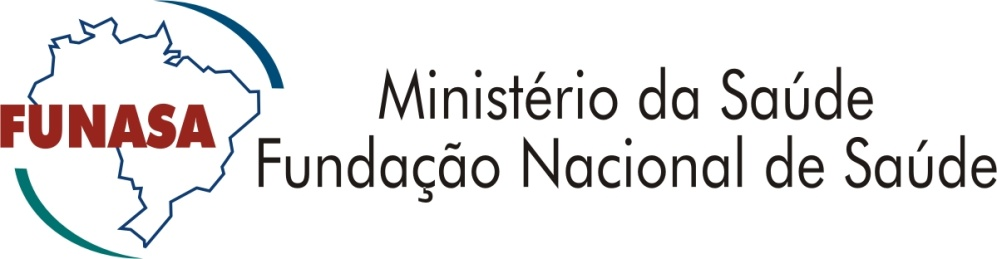 FUNASA
Ministério da Saúde
Fundação Nacional de Saúde